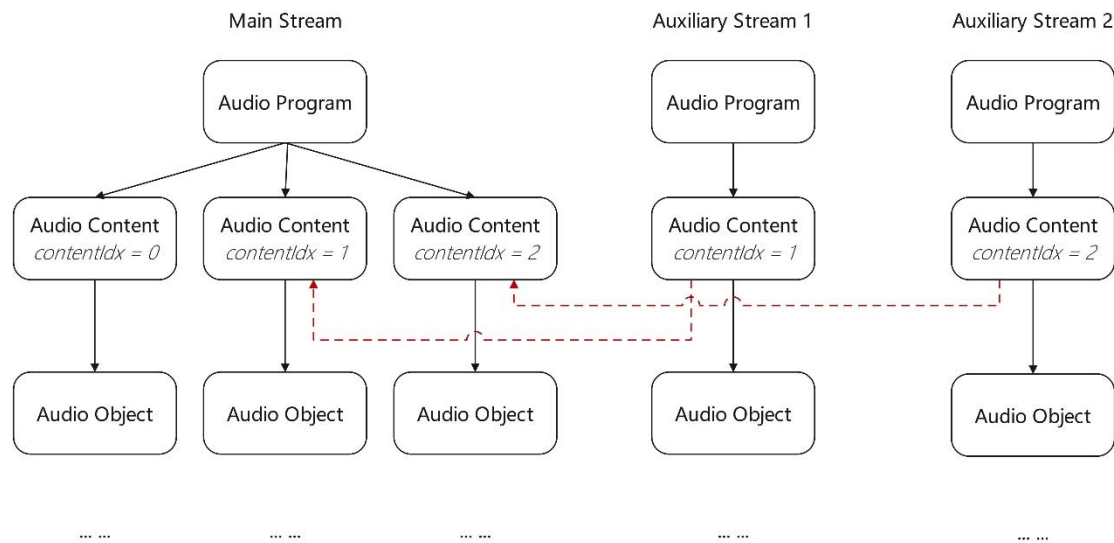 Main Stream
Auxiliary Stream 1
Auxiliary Stream 2
Audio Program
Audio Program
Audio Program
Audio Content
contentIdx = 0
Audio Content
contentIdx = 1
Audio Content
contentIdx = 2
Audio Content
contentIdx = 1
Audio Content
contentIdx = 2
Audio Object
Audio Object
Audio Object
Audio Object
Audio Object
... ...
... ...
... ...
... ...
... ...